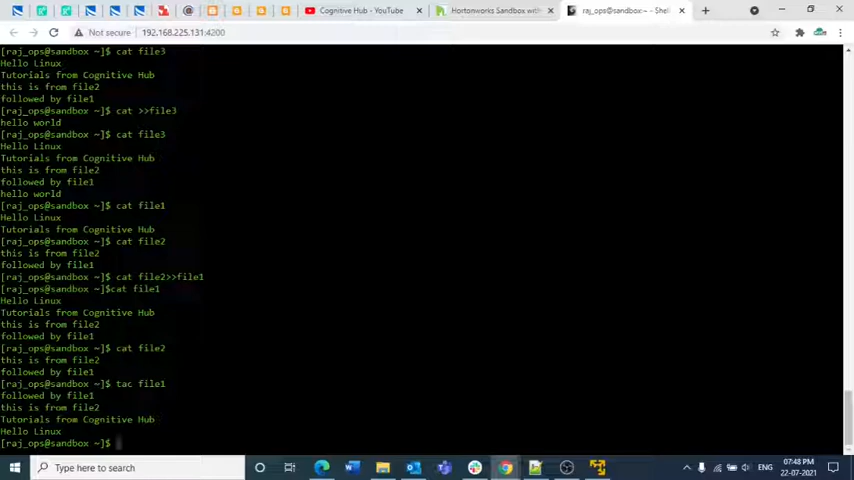 Cognitive Hub - YouTube
Hortonworks Sandbox with
raj_ops@sandbox:~ - Shell
Not secure | 192.168.225.131:4200
[raj_ops@sandbox ~]$ cat file3
Hello Linux
Tutorials from Cognitive Hub
this is from file2
followed by file1
[raj_ops@sandbox ~]$ cat >>file3
hello world
[raj_ops@sandbox ~]$ cat file3
Hello Linux
Tutorials from Cognitive Hub
this is from file2
followed by file1
hello world
[raj_ops@sandbox ~]$ cat file1
Hello Linux
Tutorials from Cognitive Hub
[raj_ops@sandbox ~]$ cat file2
this is from file2
followed by file1
[raj_ops@sandbox ~]$ cat file2>>file1
[raj_ops@sandbox ~]$cat file1
Hello Linux
Tutorials from Cognitive Hub
this is from file2
followed by file1
[raj_ops@sandbox ~]$ cat file2
this is from file2
followed by file1
[raj_ops@sandbox ~]$ tac file1
followed by file1
this is from file2
Tutorials from Cognitive Hub
Hello Linux
[raj_ops@sandbox ~]$
Type here to search
ENG
07:48 PM
22-07-2021